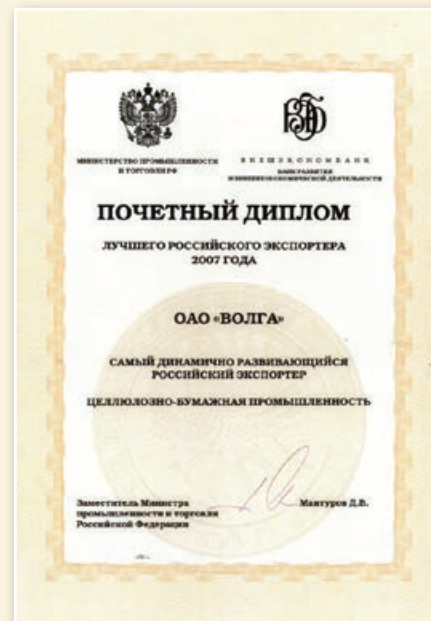 МИНИСТЕРСТВО ПРОМЫШЛЕННОСТИ
И ТОРГОВЛИ РФ
ВНЕШЭКОНОМБАНК
БАНК РАЗВИТИЯ
И ВНЕШНЕЭКОНОМИЧЕСКОЙ ДЕЯТЕЛЬНОСТИ
ПОЧЕТНЫЙ ДИПЛОМ
ЛУЧШЕГО РОССИЙСКОГО ЭКСПОРТЕРА
2007 ГОДА
ОАО «ВОЛГА»
САМЫЙ ДИНАМИЧНО РАЗВИВАЮЩИЙСЯ
РОССИЙСКИЙ ЭКСПОРТЕР
ЦЕЛЛЮЛОЗНО-БУМАЖНАЯ ПРОМЫШЛЕННОСТЬ
Заместитель Министра
промышленности и торговли
Российской Федерации
Мантуров Д.В.